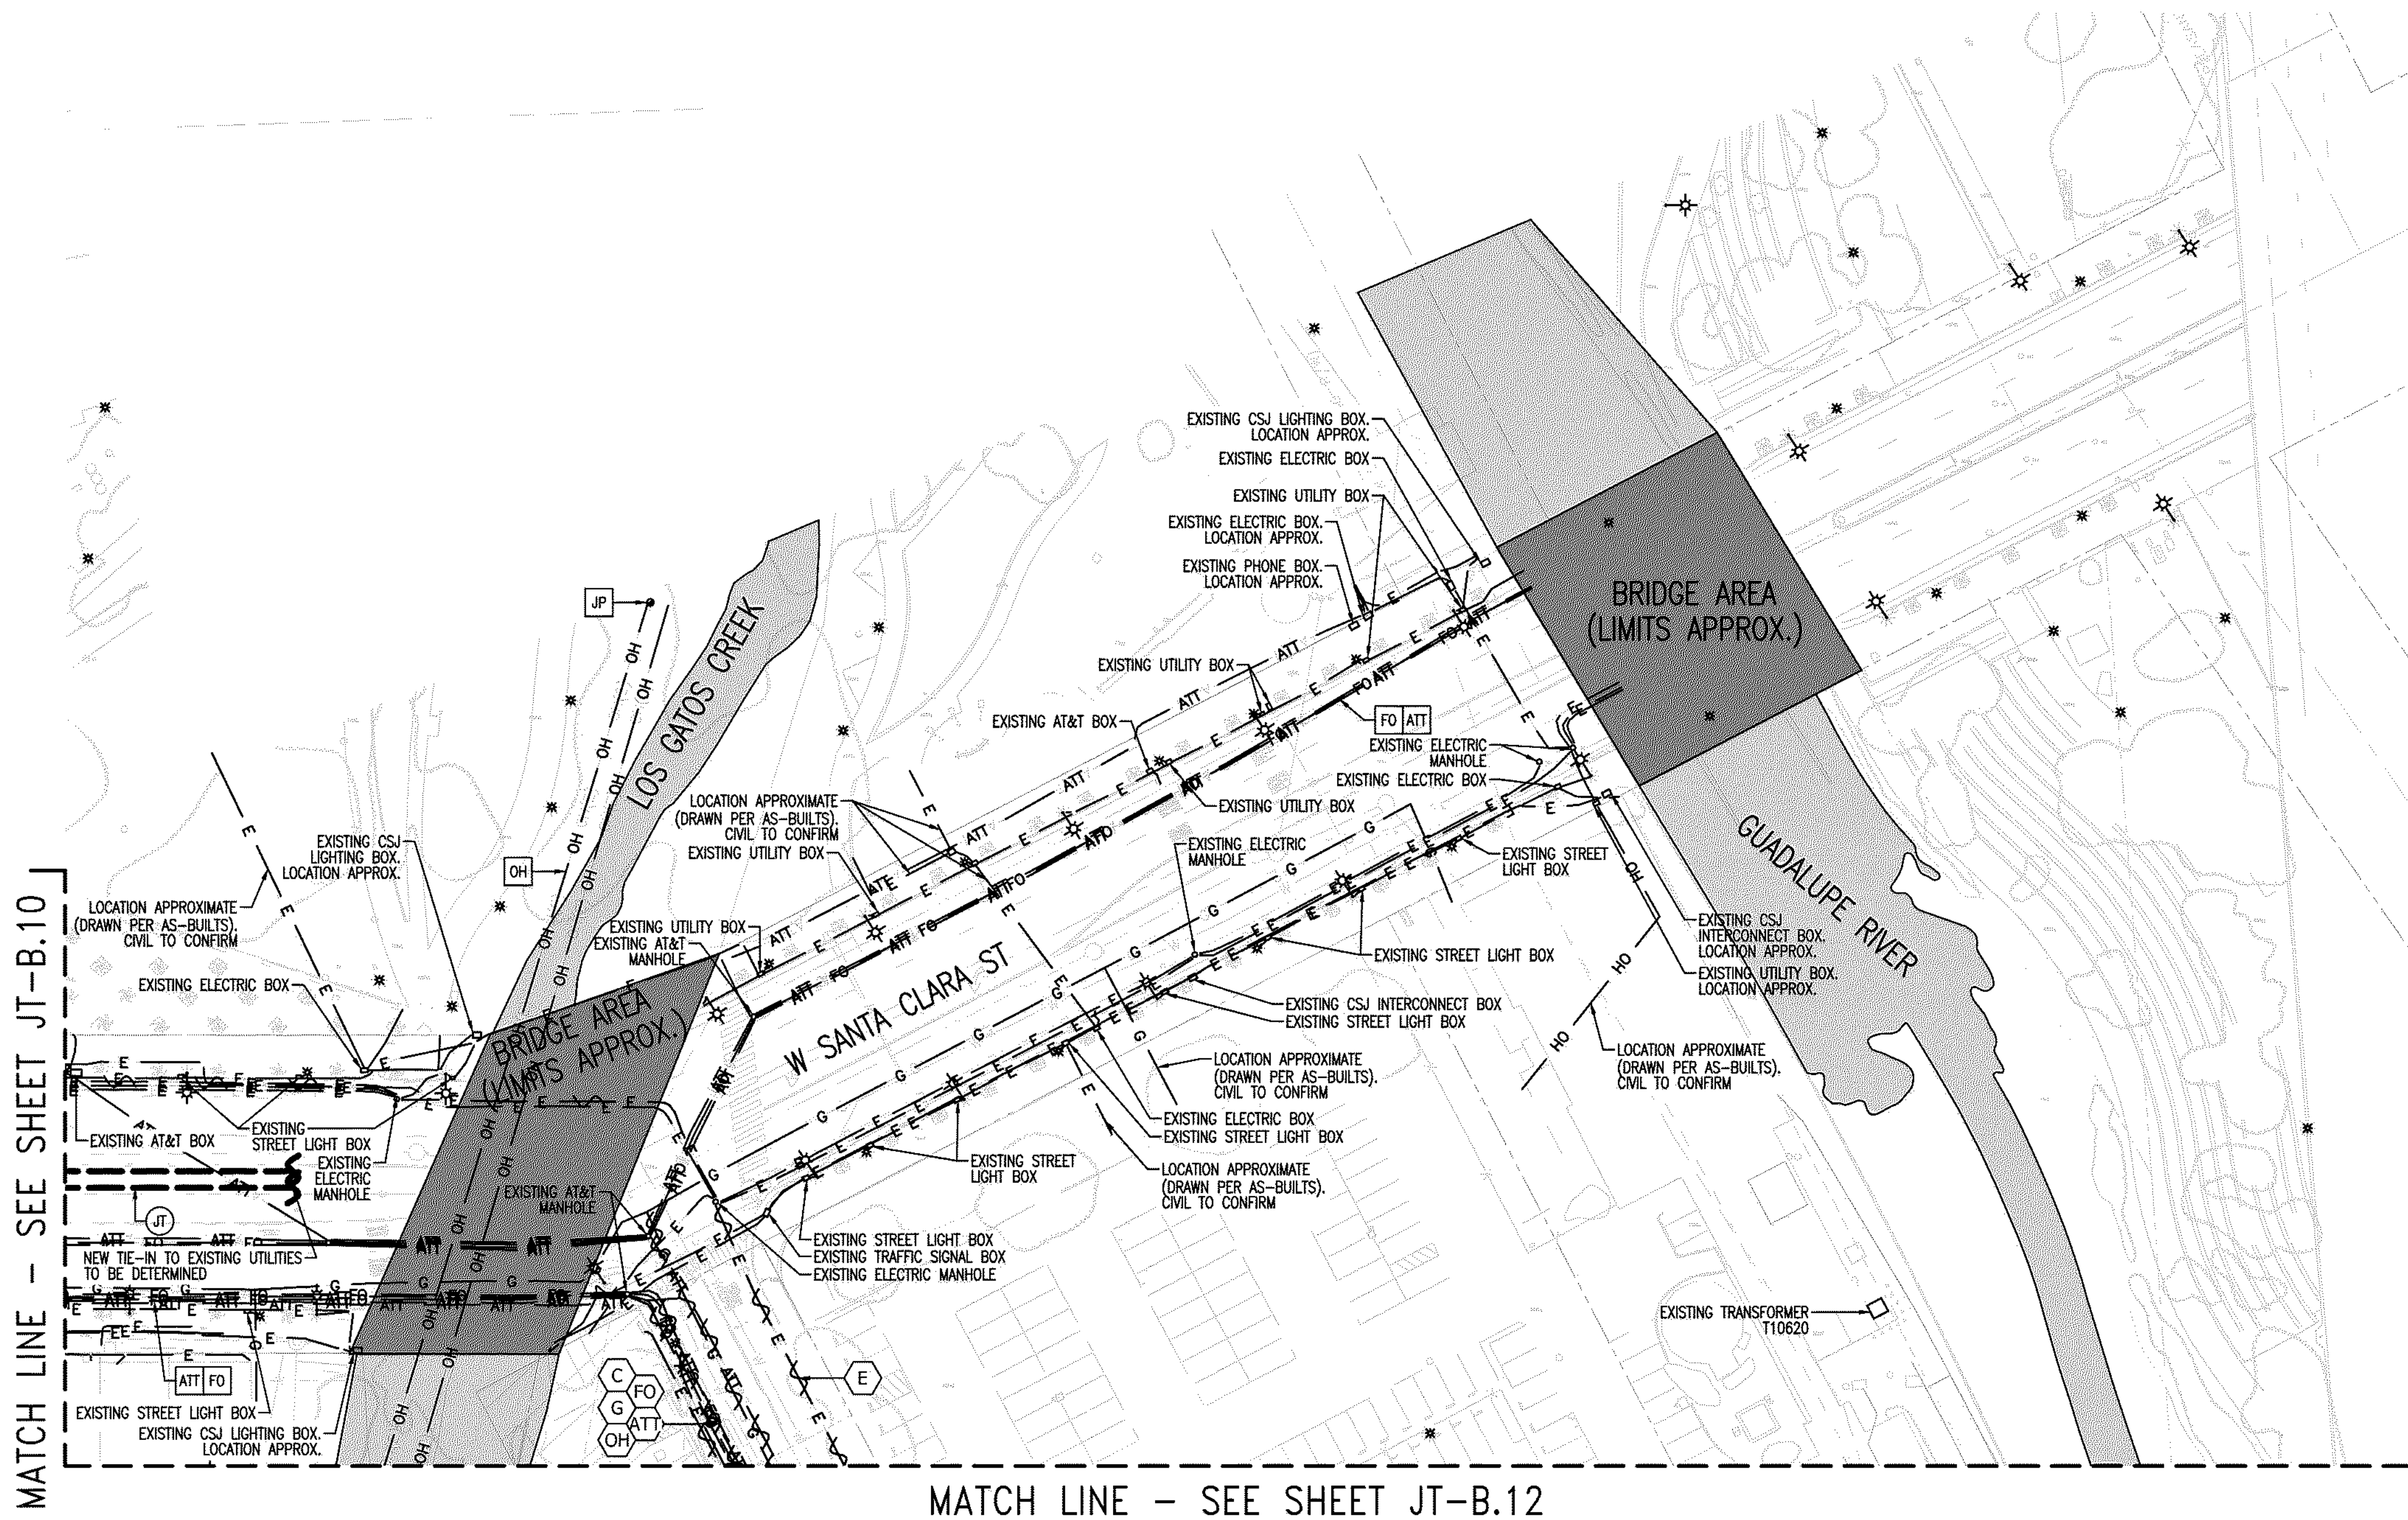 EXISTING CSJ LIGHTING BOX.
LOCATION APPROX.
EXISTING ELECTRIC BOX
EXISTING UTILITY BOX
EXISTING ELECTRIC BOX.
LOCATION APPROX.
EXISTING PHONE BOX.
LOCATION APPROX.
BRIDGE AREA
(LIMITS APPROX.)
JP
LOS GATOS CREEK
EXISTING UTILITY BOX
EXISTING AT&T BOX
FO ATT
EXISTING ELECTRIC
MANHOLE
EXISTING ELECTRIC BOX
EXISTING UTILITY BOX
LOCATION APPROXIMATE
(DRAWN PER AS-BUILTS).
CIVIL TO CONFIRM
EXISTING UTILITY BOX
EXISTING CSJ
LIGHTING BOX.
LOCATION APPROX.
OH
EXISTING ELECTRIC
MANHOLE
EXISTING STREET
LIGHT BOX
GUADALUPE RIVER
LOCATION APPROXIMATE
(DRAWN PER AS-BUILTS).
CIVIL TO CONFIRM
EXISTING UTILITY BOX
EXISTING AT&T
MANHOLE
W SANTA CLARA ST
EXISTING STREET LIGHT BOX
EXISTING CSJ
INTERCONNECT BOX.
LOCATION APPROX.
EXISTING UTILITY BOX.
LOCATION APPROX.
EXISTING ELECTRIC BOX
BRIDGE AREA
(LIMITS APPROX.)
EXISTING CSJ INTERCONNECT BOX
EXISTING STREET LIGHT BOX
LOCATION APPROXIMATE
(DRAWN PER AS-BUILTS).
CIVIL TO CONFIRM
LOCATION APPROXIMATE
(DRAWN PER AS-BUILTS).
CIVIL TO CONFIRM
EXISTING AT&T BOX
EXISTING
STREET LIGHT BOX
EXISTING
ELECTRIC
MANHOLE
EXISTING ELECTRIC BOX
EXISTING STREET LIGHT BOX
EXISTING STREET
LIGHT BOX
LOCATION APPROXIMATE
(DRAWN PER AS-BUILTS).
CIVIL TO CONFIRM
EXISTING AT&T
MANHOLE
JT
NEW TIE-IN TO EXISTING UTILITIES
TO BE DETERMINED
EXISTING STREET LIGHT BOX
EXISTING TRAFFIC SIGNAL BOX
EXISTING ELECTRIC MANHOLE
EXISTING TRANSFORMER
T10620
ATT FO
C
FO
G
ATT
OH
E
EXISTING STREET LIGHT BOX
EXISTING CSJ LIGHTING BOX.
LOCATION APPROX.
MATCH LINE - SEE SHEET JT-B.10
MATCH LINE - SEE SHEET JT-B.12